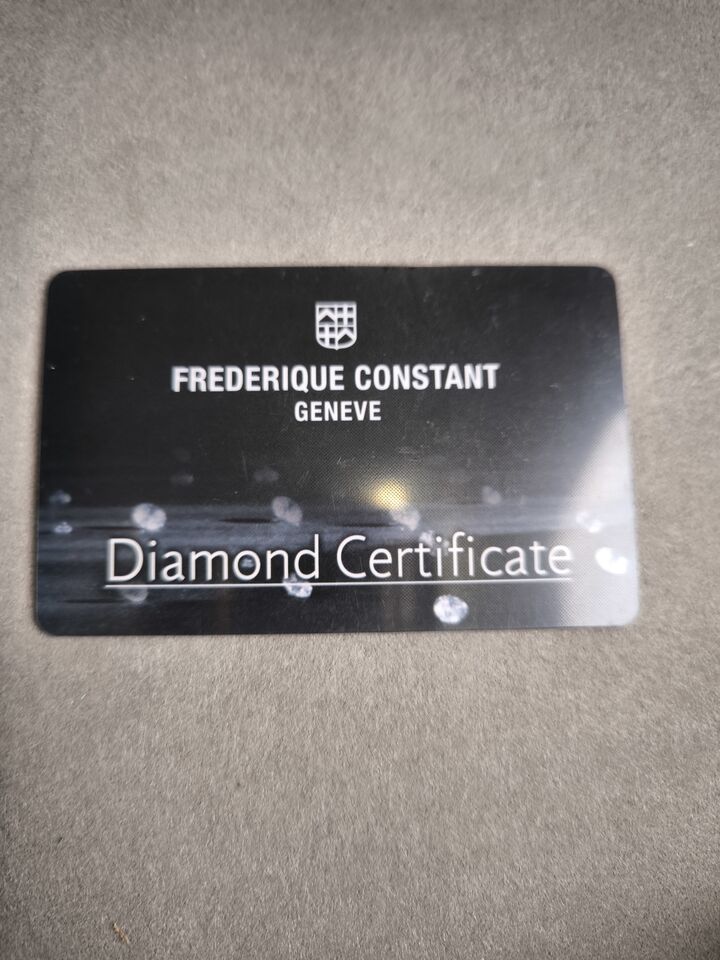 FREDERIQUE CONSTANT
GENEVE
Diamond Certificate